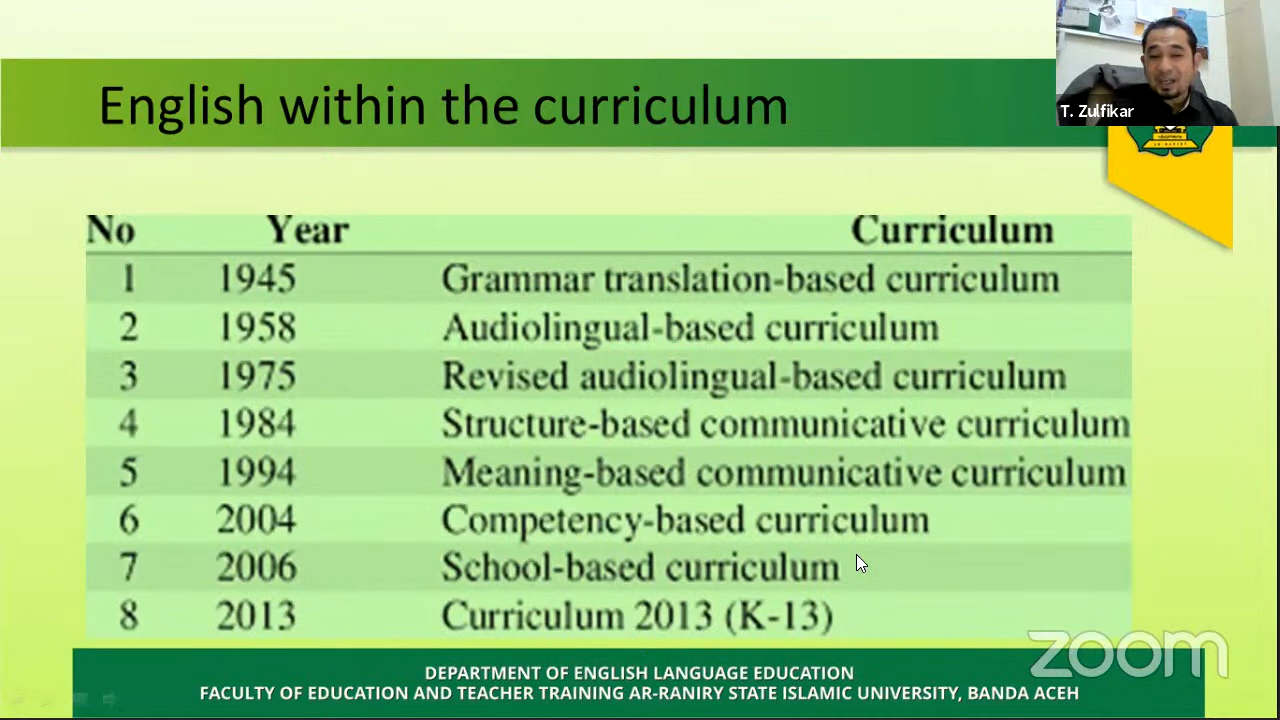 English within the curriculum
T. Zulfikar
No Year Curriculum
1 1945 Grammar translation-based curriculum
2 1958 Audiolingual-based curriculum
3 1975 Revised audiolingual-based curriculum
4 1984 Structure-based communicative curriculum
5 1994 Meaning-based communicative curriculum
6 2004 Competency-based curriculum
7 2006 School-based curriculum
8 2013 Curriculum 2013 (K-13)
zoom
DEPARTMENT OF ENGLISH LANGUAGE EDUCATION
FACULTY OF EDUCATION AND TEACHER TRAINING AR-RANIRY STATE ISLAMIC UNIVERSITY, BANDA ACEH